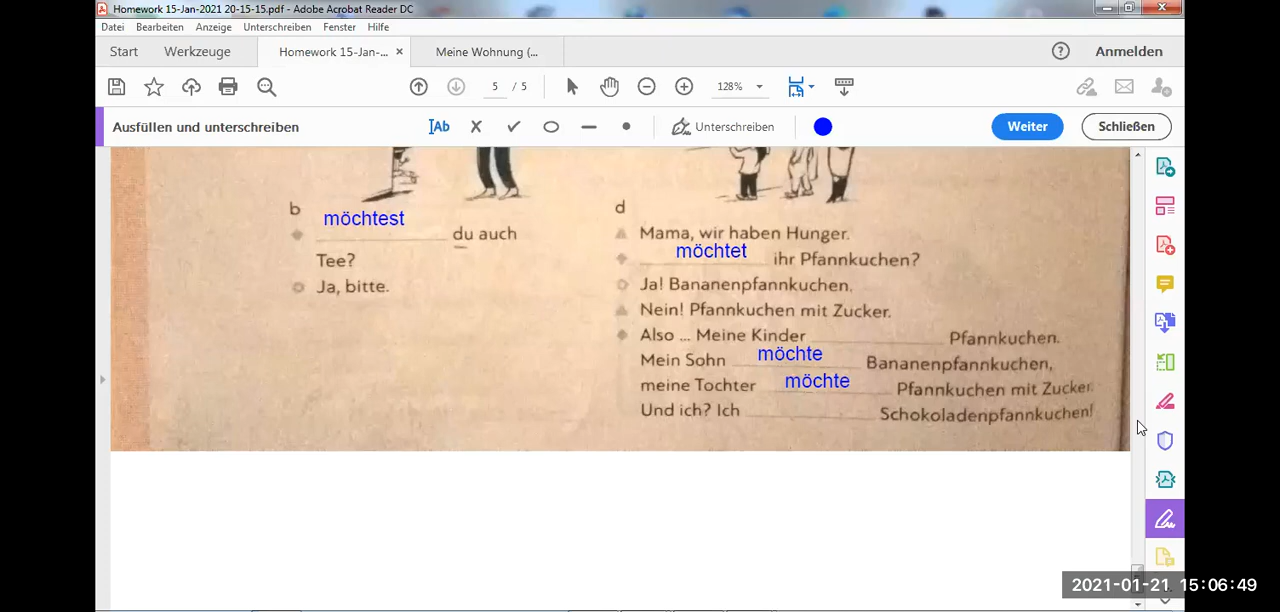 Homework 15-Jan-2021 20-15-15.pdf - Adobe Acrobat Reader DC
Datei Bearbeiten Anzeige Unterschreiben Fenster Hilfe
Start Werkzeuge Homework 15-Jan-... × Meine Wohnung (... Anmelden
5 / 5 128%
Ausfüllen und unterschreiben Ab Unterschreiben Weiter Schließen
b
möchtest du auch
Tee?
Ja, bitte.
d
Mama, wir haben Hunger.
möchtet ihr Pfannkuchen?
Ja! Bananenpfannkuchen.
Nein! Pfannkuchen mit Zucker.
Also ... Meine Kinder ____ Pfannkuchen.
Mein Sohn möchte Bananenpfannkuchen,
meine Tochter möchte Pfannkuchen mit Zucker.
Und ich? Ich ____ Schokoladenpfannkuchen!
2021-01-21 15:06:49